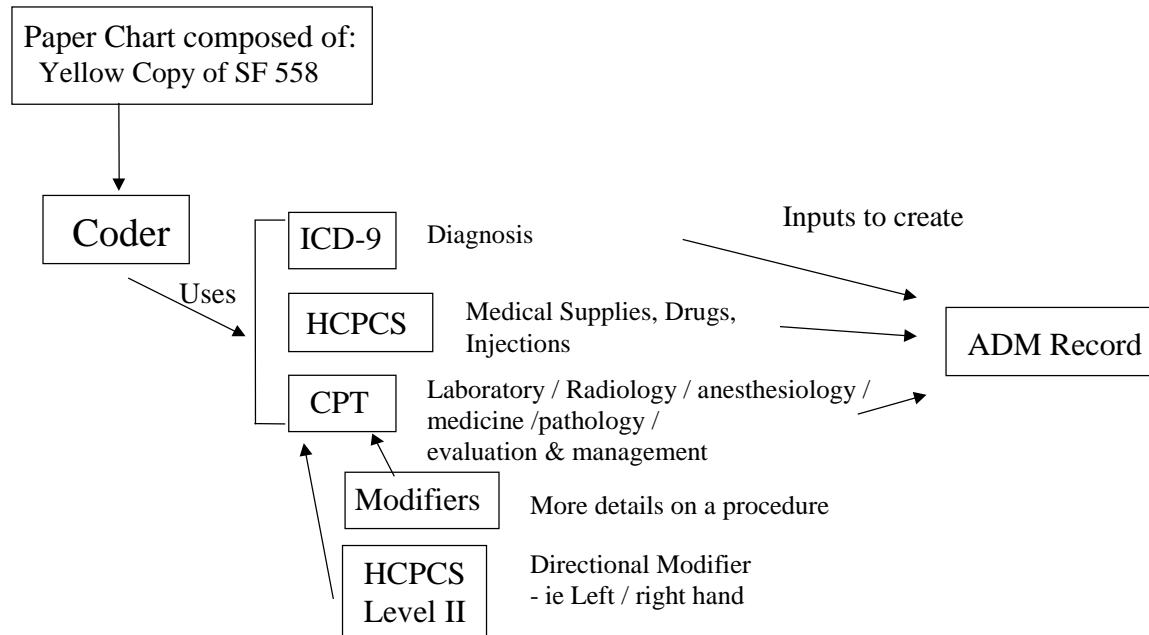 Paper Chart composed of:
Yellow Copy of SF 558
Coder
Uses
ICD-9
Diagnosis
Inputs to create
HCPCS
Medical Supplies, Drugs,
Injections
ADM Record
CPT
Laboratory / Radiology / anesthesiology /
medicine /pathology /
evaluation & management
Modifiers
More details on a procedure
HCPCS
Level II
Directional Modifier
- ie Left / right hand